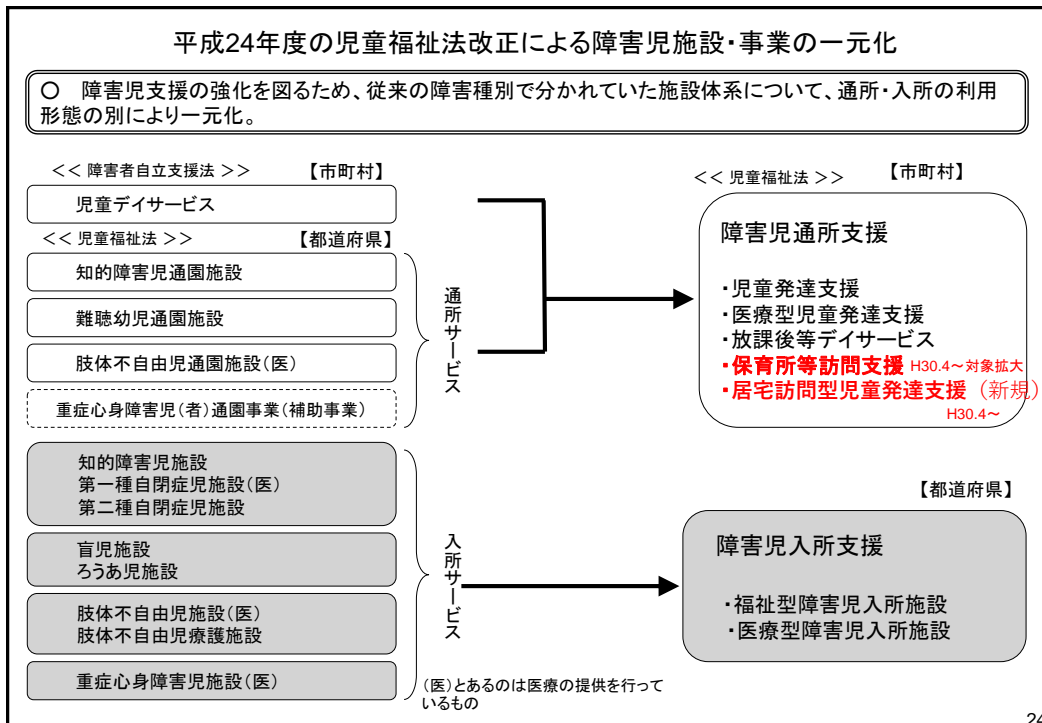 平成24年度の児童福祉法改正による障害児施設・事業の一元化
○　障害児支援の強化を図るため、従来の障害種別で分かれていた施設体系について、通所・入所の利用
形態の別により一元化。
<< 障害者自立支援法 >>
【市町村】
児童デイサービス
<< 児童福祉法 >>
【都道府県】
知的障害児通園施設
難聴幼児通園施設
肢体不自由児通園施設(医)
重症心身障害児(者)通園事業(補助事業)
通所サービス
知的障害児施設
第一種自閉症児施設(医)
第二種自閉症児施設
盲児施設
ろうあ児施設
肢体不自由児施設(医)
肢体不自由児療護施設
重症心身障害児施設(医)
入所サービス
(医)とあるのは医療の提供を行って
いるもの
<< 児童福祉法 >>
【市町村】
障害児通所支援
・児童発達支援
・医療型児童発達支援
・放課後等デイサービス
・保育所等訪問支援 H30.4～対象拡大
・居宅訪問型児童発達支援 (新規)
H30.4～
【都道府県】
障害児入所支援
・福祉型障害児入所施設
・医療型障害児入所施設
24